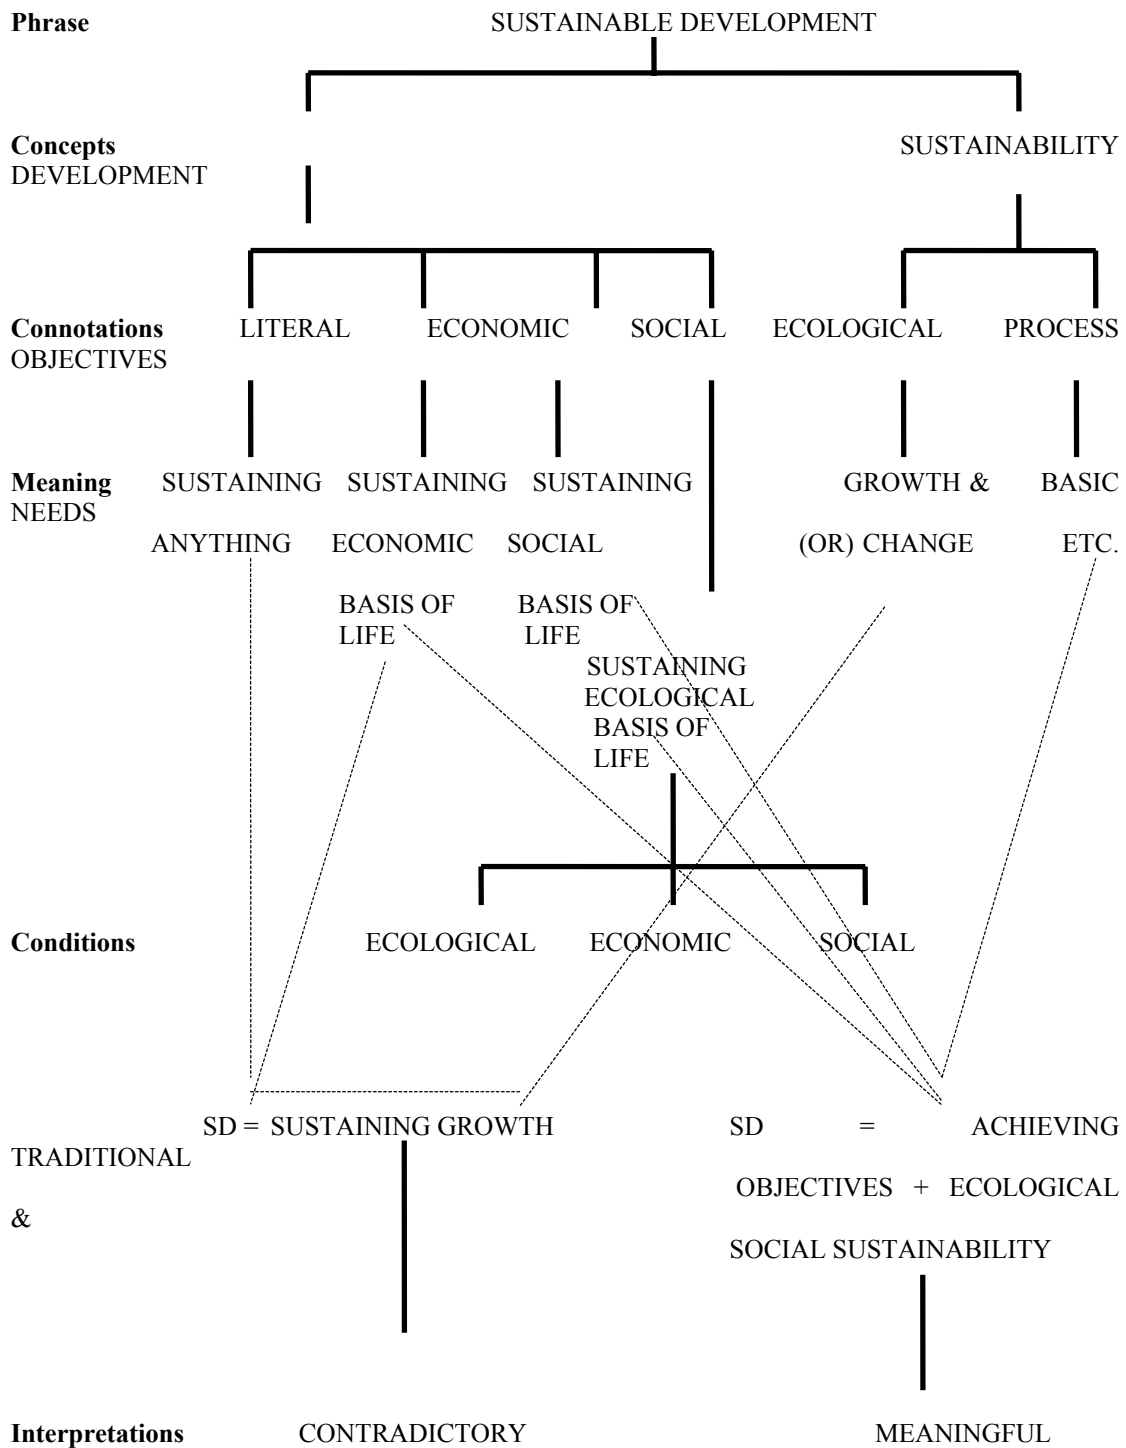 Phrase SUSTAINABLE DEVELOPMENT
Concepts SUSTAINABILITY
DEVELOPMENT
Connotations LITERAL ECONOMIC SOCIAL ECOLOGICAL PROCESS
OBJECTIVES
Meaning SUSTAINING SUSTAINING SUSTAINING GROWTH & BASIC
NEEDS
ANYTHING ECONOMIC SOCIAL (OR) CHANGE ETC.
BASIS OF BASIS OF
LIFE LIFE
SUSTAINING
ECOLOGICAL
BASIS OF
LIFE
Conditions ECOLOGICAL ECONOMIC SOCIAL
SD = SUSTAINING GROWTH SD = ACHIEVING
TRADITIONAL
OBJECTIVES + ECOLOGICAL
&
SOCIAL SUSTAINABILITY
Interpretations CONTRADICTORY MEANINGFUL